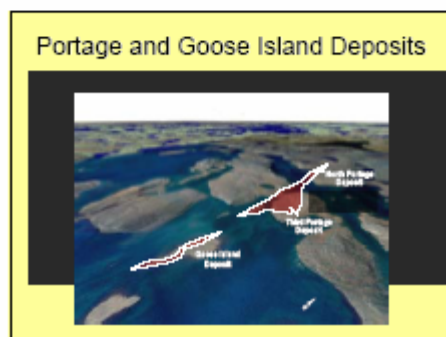 Portage and Goose Island Deposits
North Portage
Deposit
Third Portage
Deposit
Goose Island
Deposit